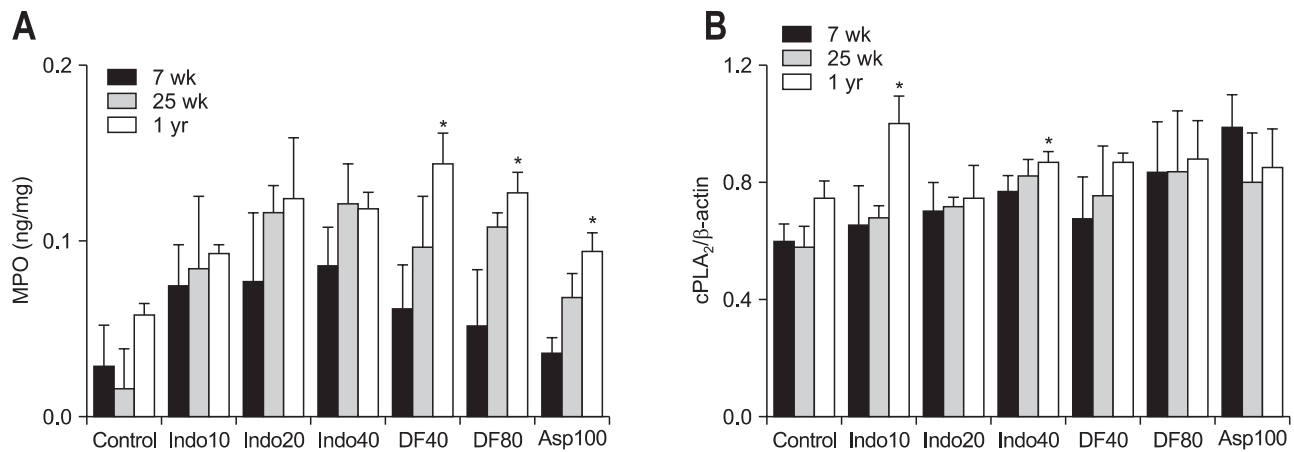 A
MPO (ng/mg)
0.2
0.1
0.0
7 wk
25 wk
1 yr
*
*
*
Control Indo10 Indo20 Indo40 DF40 DF80 Asp100
B
cPLA₂/β-actin
1.2
0.8
0.4
0.0
7 wk
25 wk
1 yr
*
*
Control Indo10 Indo20 Indo40 DF40 DF80 Asp100